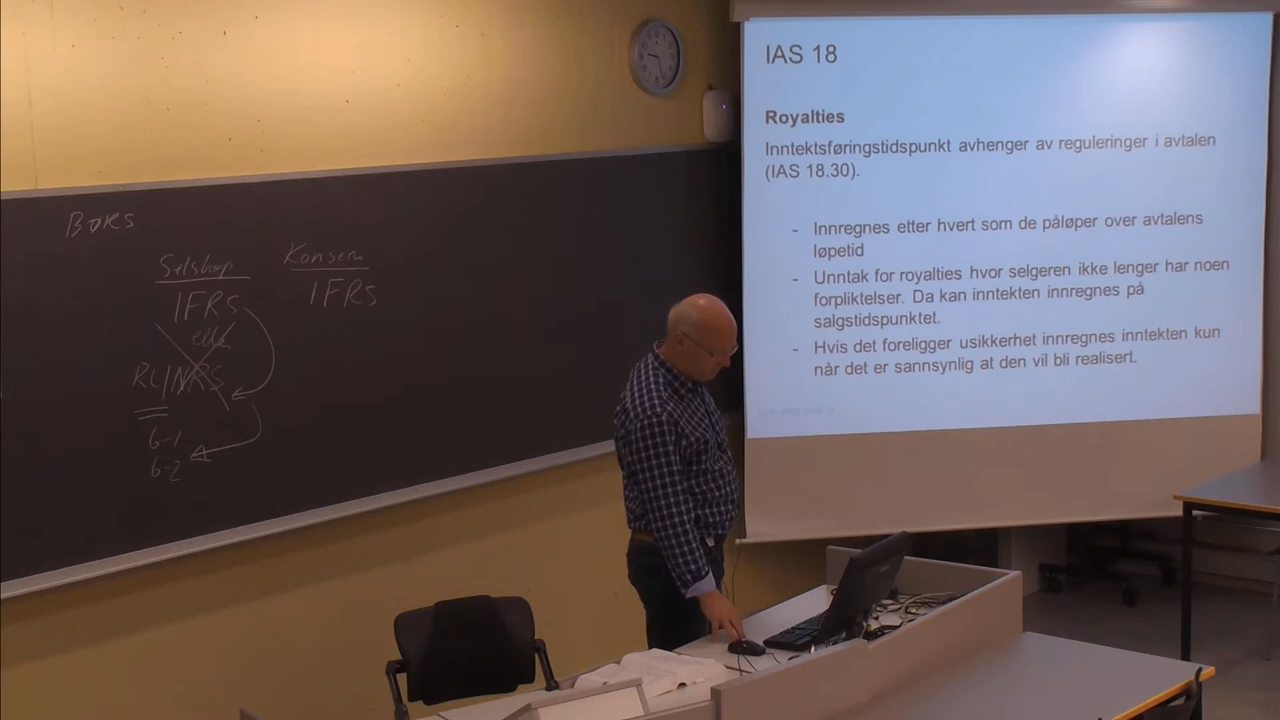 BØRS
Selskap
Konsern
IFRS
IFRS
eller
RL/NRS
6-1
6-2
IAS 18
Royalties
Inntektsføringstidspunkt avhenger av reguleringer i avtalen
(IAS 18.30).
- Innregnes etter hvert som de påløper over avtalens
løpetid
- Unntak for royalties hvor selgeren ikke lenger har noen
forpliktelser. Da kan inntekten innregnes på
salgstidspunktet.
- Hvis det foreligger usikkerhet innregnes inntekten kun
når det er sannsynlig at den vil bli realisert.